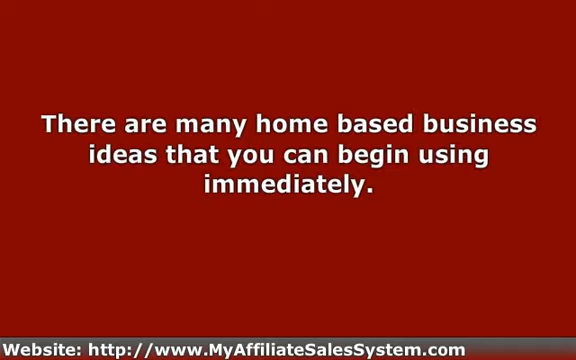 There are many home based business
ideas that you can begin using
immediately.
Website: http://www.MyAffiliateSalesSystem.com